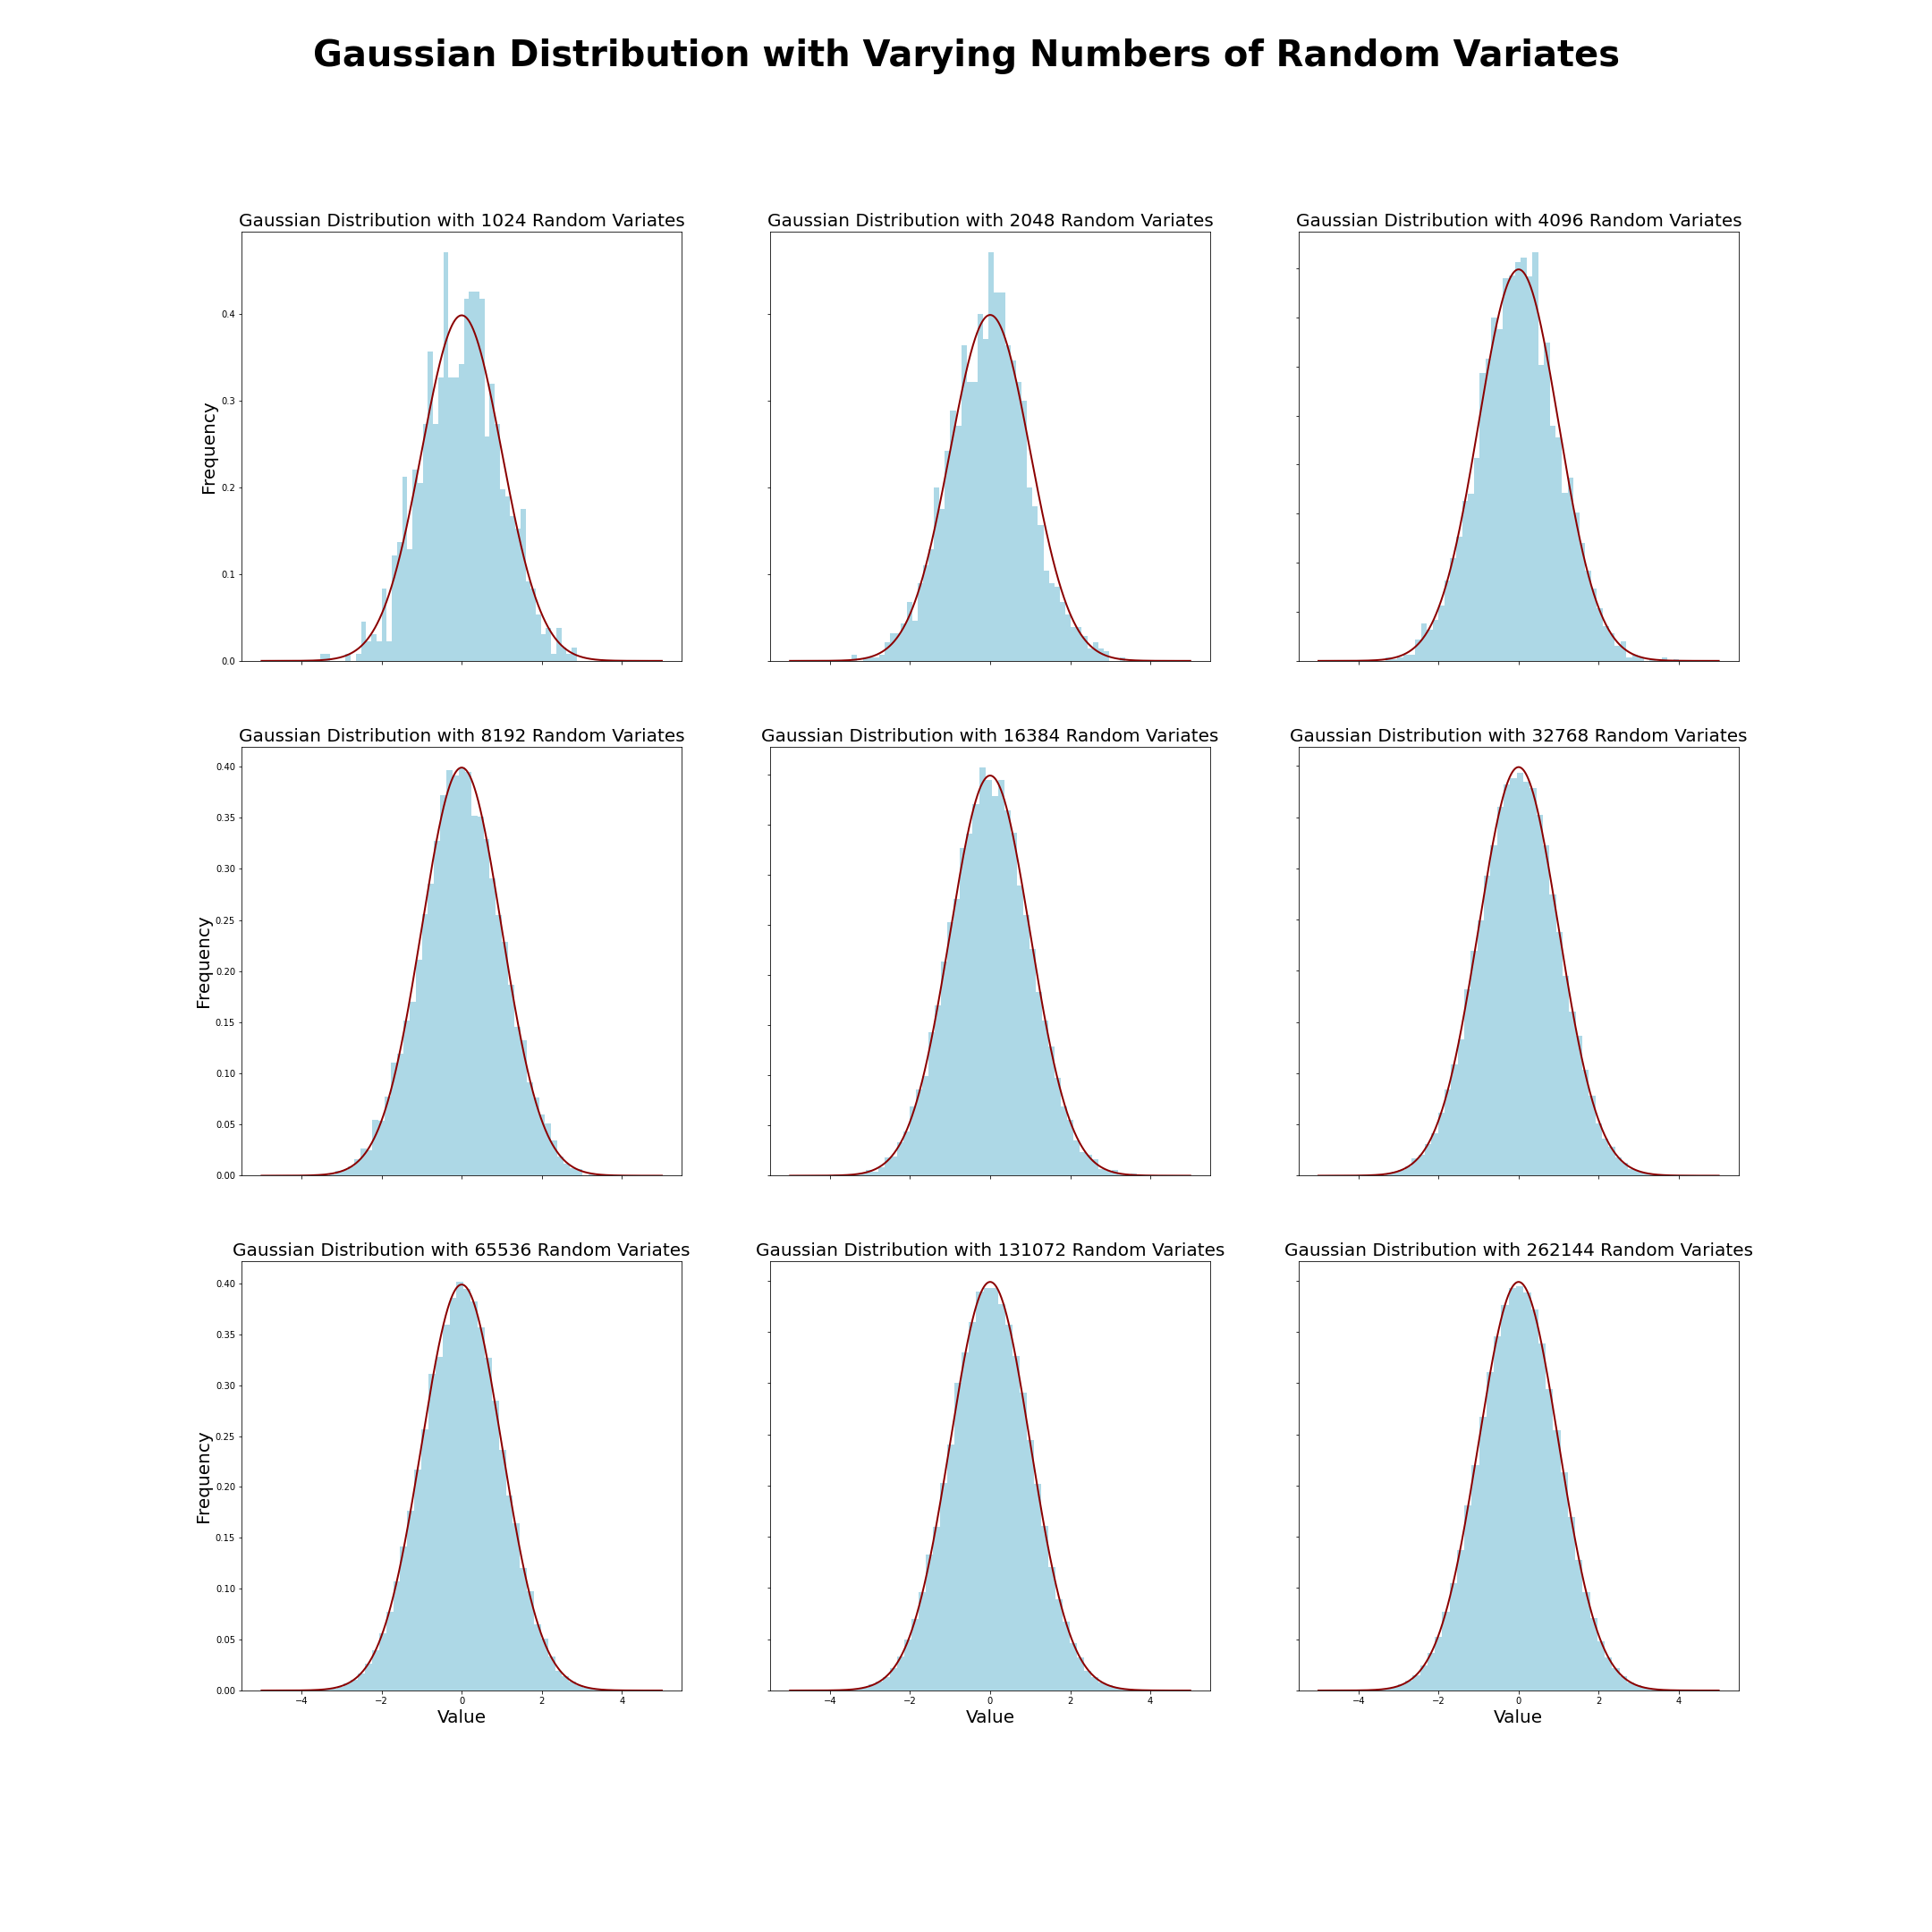 Gaussian Distribution with Varying Numbers of Random Variates
Gaussian Distribution with 1024 Random Variates
Frequency
0.4
0.3
0.2
0.1
0.0
Gaussian Distribution with 2048 Random Variates
Gaussian Distribution with 4096 Random Variates
Gaussian Distribution with 8192 Random Variates
Frequency
0.40
0.35
0.30
0.25
0.20
0.15
0.10
0.05
0.00
Gaussian Distribution with 16384 Random Variates
Gaussian Distribution with 32768 Random Variates
Gaussian Distribution with 65536 Random Variates
Frequency
0.40
0.35
0.30
0.25
0.20
0.15
0.10
0.05
0.00
−4 −2 0 2 4
Value
Gaussian Distribution with 131072 Random Variates
−4 −2 0 2 4
Value
Gaussian Distribution with 262144 Random Variates
−4 −2 0 2 4
Value